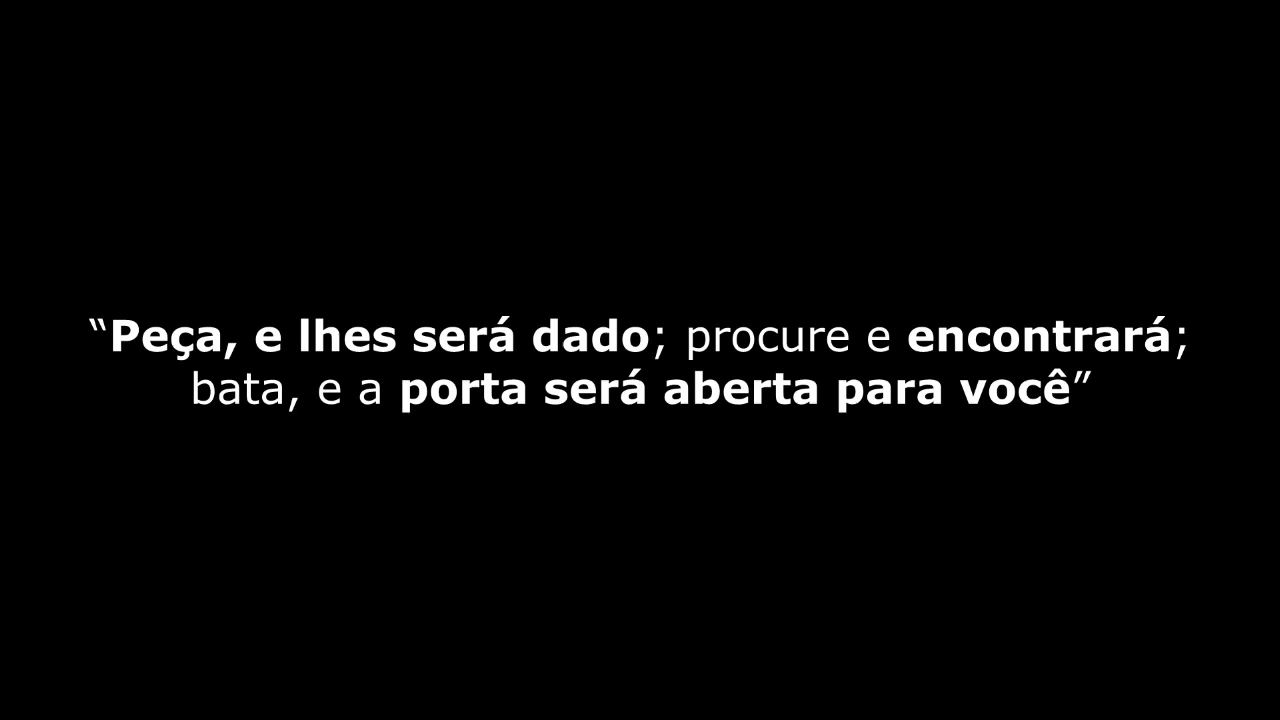 “Peça, e lhes será dado; procure e encontrará;
bata, e a porta será aberta para você”